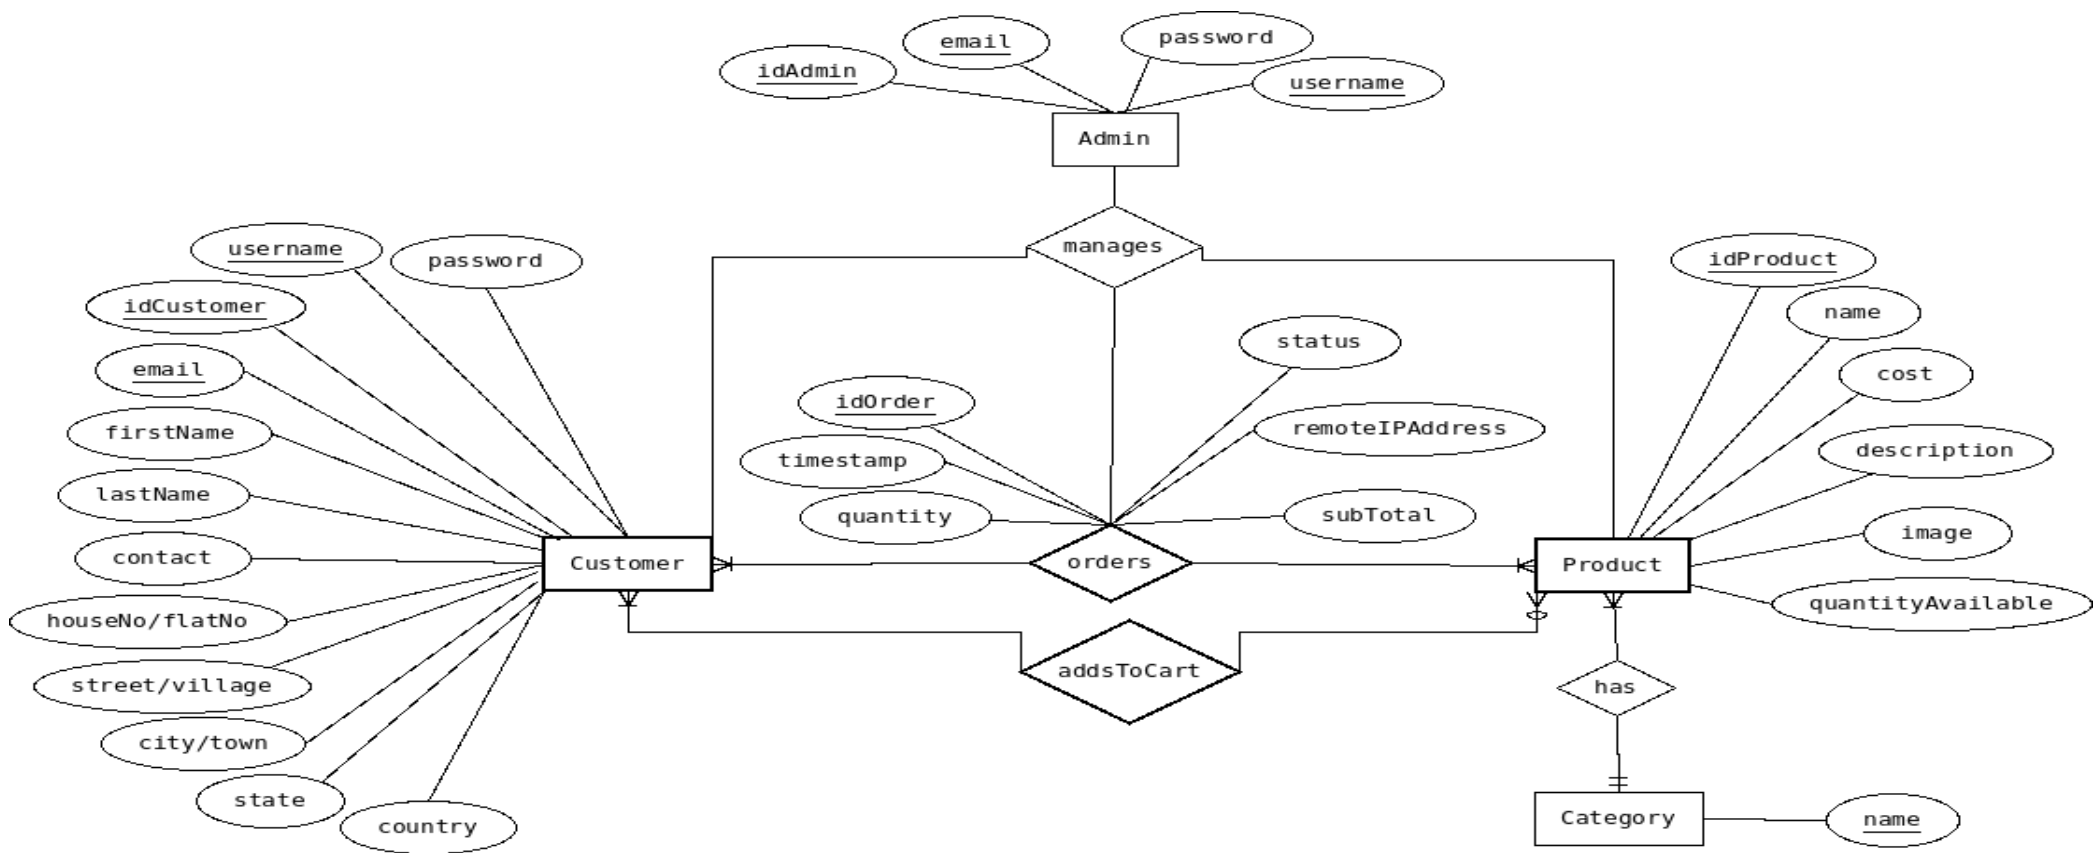 email
password
idAdmin
username
Admin
manages
username
password
idCustomer
email
firstName
lastName
contact
houseNo/flatNo
street/village
city/town
state
country
Customer
idOrder
timestamp
quantity
status
remoteIPAddress
subTotal
orders
addsToCart
idProduct
name
cost
description
image
quantityAvailable
Product
has
Category
name